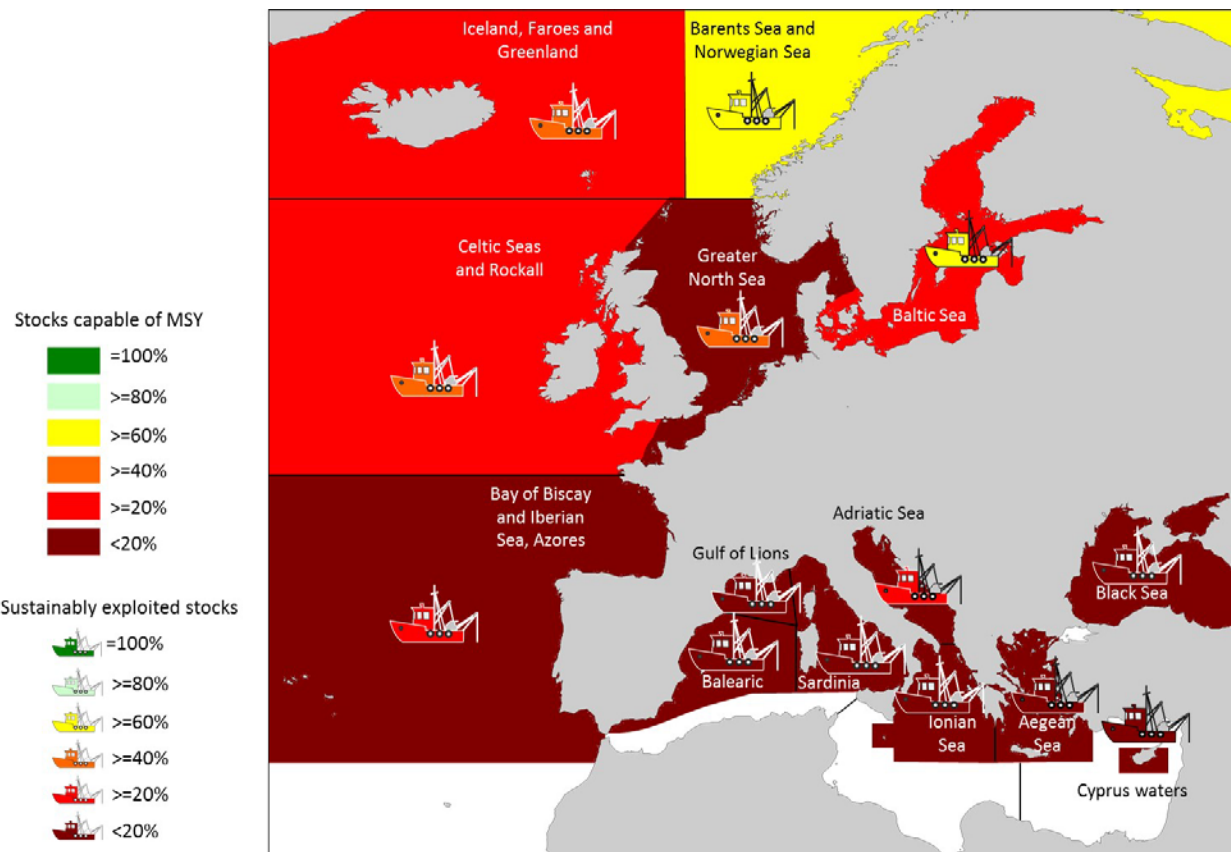 Iceland, Faroes and
Greenland
Barents Sea and
Norwegian Sea
Celtic Seas
and Rockall
Greater
North Sea
Baltic Sea
Stocks capable of MSY
=100%
>=80%
>=60%
>=40%
>=20%
<20%
Bay of Biscay
and Iberian
Sea, Azores
Adriatic Sea
Gulf of Lions
Black Sea
Sustainably exploited stocks
=100%
>=80%
>=60%
>=40%
>=20%
<20%
Balearic
Sardinia
Ionian
Sea
Aegean
Sea
Cyprus waters